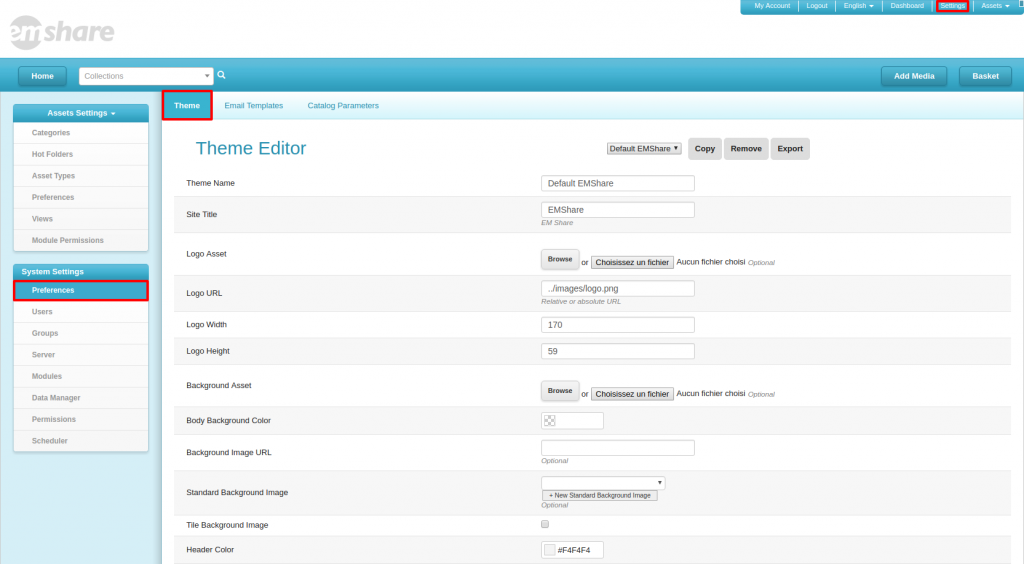 My Account Logout English Dashboard Settings Assets
em share
Home Collections Add Media Basket
Assets Settings
Categories
Hot Folders
Asset Types
Preferences
Views
Module Permissions
System Settings
Preferences
Users
Groups
Server
Modules
Data Manager
Permissions
Scheduler
Theme Email Templates Catalog Parameters
Theme Editor Default EMShare Copy Remove Export
Theme Name Default EMShare
Site Title EMShare
EM Share
Logo Asset Browse or Choisissez un fichier Aucun fichier choisi Optional
Logo URL ../images/logo.png
Relative or absolute URL
Logo Width 170
Logo Height 59
Background Asset Browse or Choisissez un fichier Aucun fichier choisi Optional
Body Background Color
Background Image URL
Optional
Standard Background Image
+ New Standard Background Image
Optional
Tile Background Image
Header Color #F4F4F4